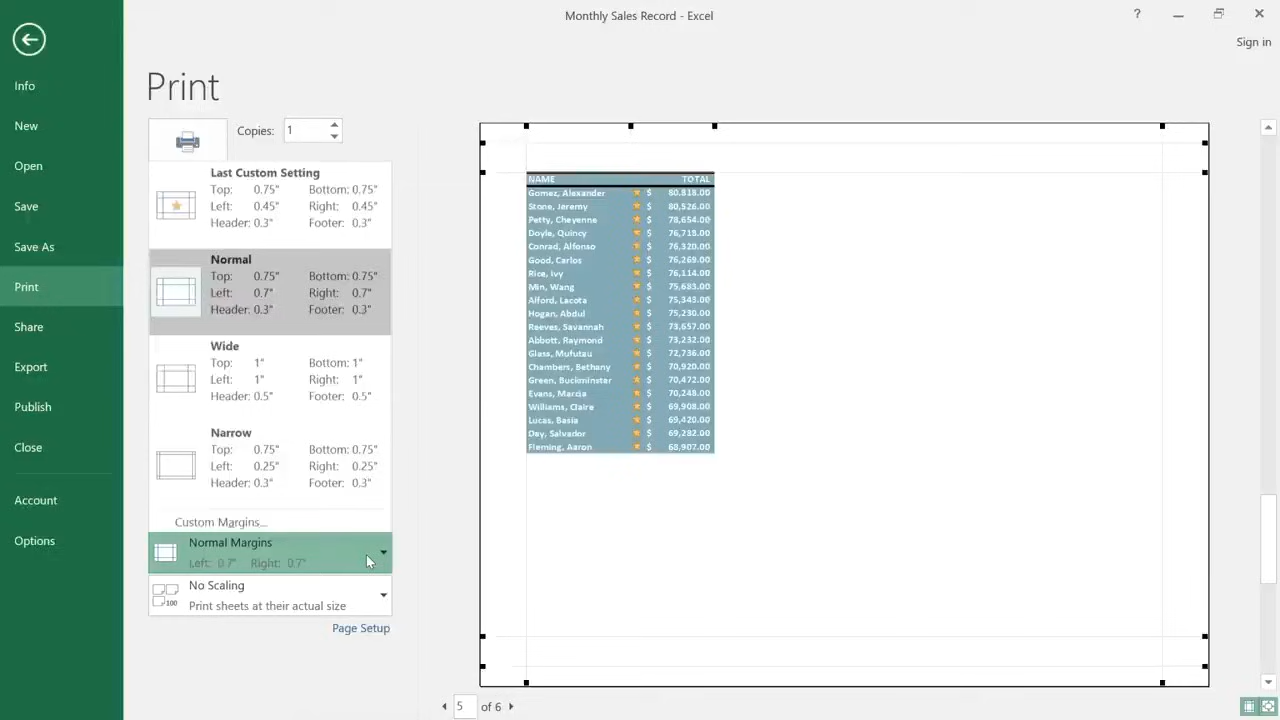 Monthly Sales Record - Excel
?
Sign in
Info
New
Open
Save
Save As
Print
Share
Export
Publish
Close
Account
Options
Print
Copies: 1
Last Custom Setting
Top: 0.75" Bottom: 0.75"
Left: 0.45" Right: 0.45"
Header: 0.3" Footer: 0.3"
Normal
Top: 0.75" Bottom: 0.75"
Left: 0.7" Right: 0.7"
Header: 0.3" Footer: 0.3"
Wide
Top: 1" Bottom: 1"
Left: 1" Right: 1"
Header: 0.5" Footer: 0.5"
Narrow
Top: 0.75" Bottom: 0.75"
Left: 0.25" Right: 0.25"
Header: 0.3" Footer: 0.3"
Custom Margins...
Normal Margins
Left: 0.7" Right: 0.7"
No Scaling
100
Print sheets at their actual size
Page Setup
NAME TOTAL
Gomez, Alexander $ 80,818.00
Stone, Jeremy $ 80,526.00
Petty, Cheyenne $ 78,654.00
Doyle, Quincy $ 76,718.00
Conrad, Alfonso $ 76,320.00
Good, Carlos $ 76,269.00
Rice, Ivy $ 76,114.00
Min, Wang $ 75,683.00
Alford, Lacota $ 75,343.00
Hogan, Abdul $ 75,230.00
Reeves, Savannah $ 73,657.00
Abbott, Raymond $ 73,232.00
Glass, Mufutau $ 72,736.00
Chambers, Bethany $ 70,920.00
Green, Buckminster $ 70,472.00
Evans, Marcia $ 70,248.00
Williams, Claire $ 69,908.00
Lucas, Basia $ 69,420.00
Day, Salvador $ 69,282.00
Fleming, Aaron $ 68,907.00
5 of 6